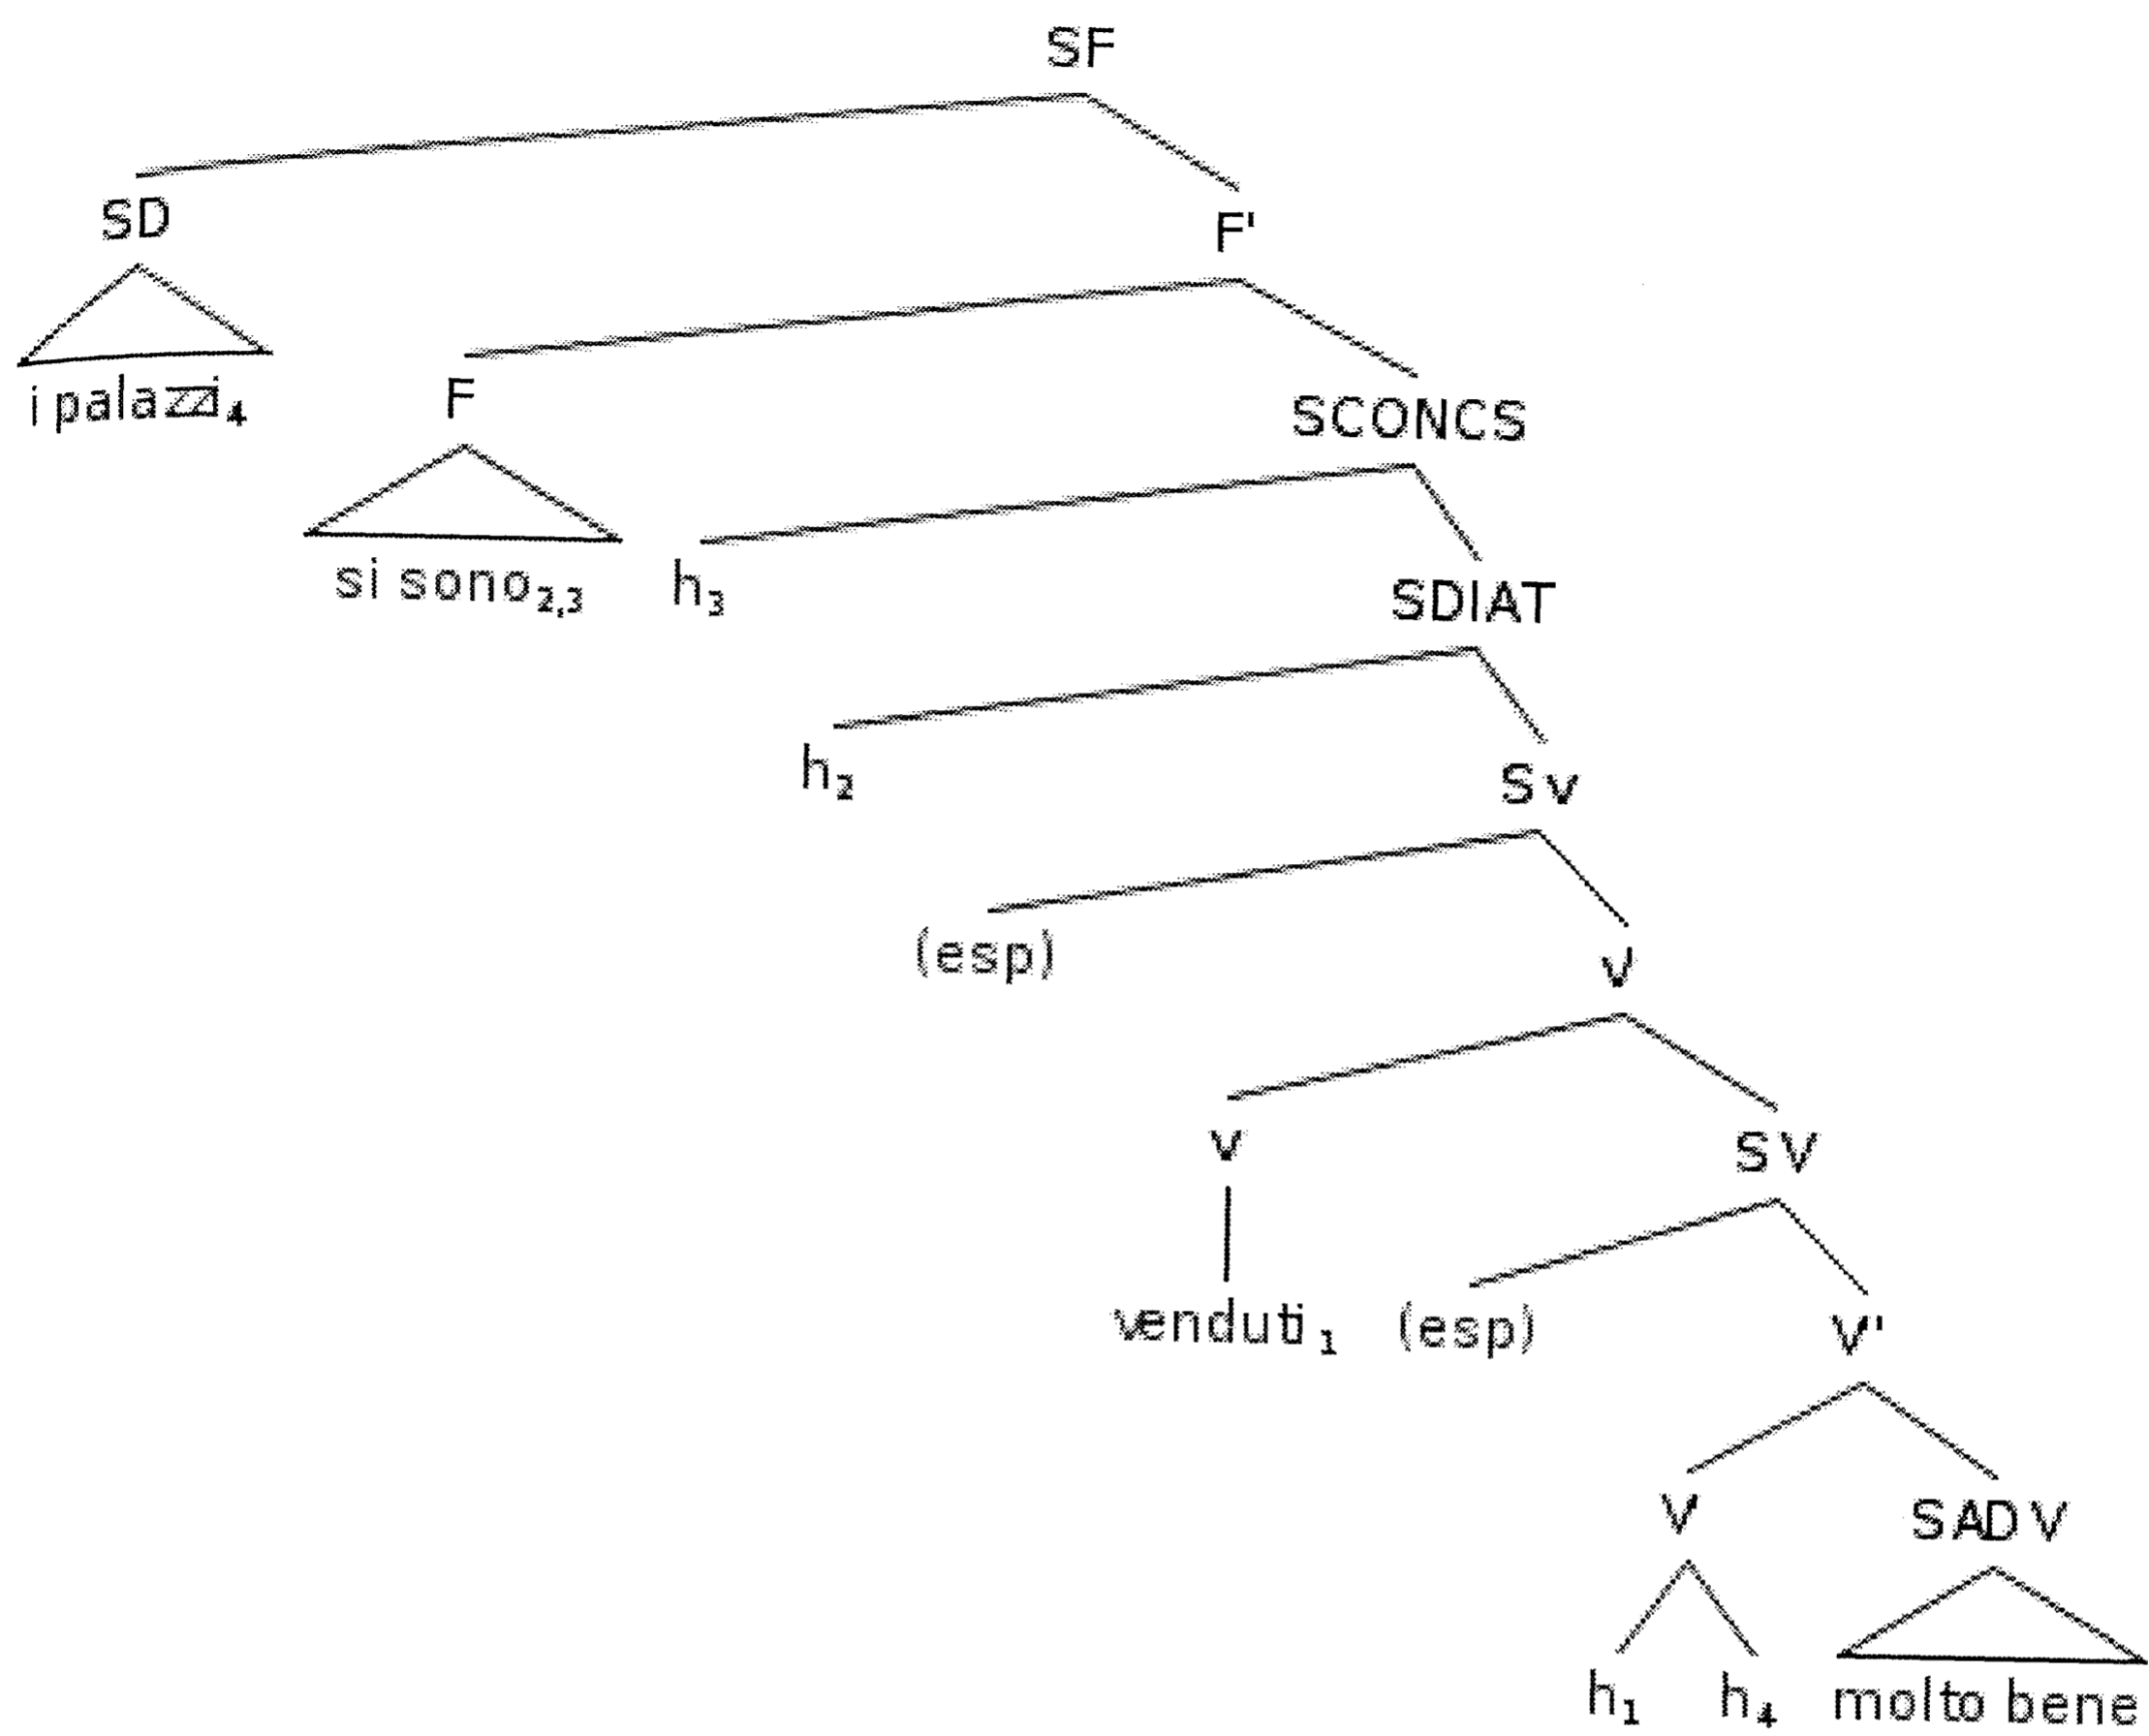 SF
SD
F'
i palazzi₄
F
SCONCS
si sono₂,₃
h₃
SDIAT
h₂
Sv
(esp)
v'
v
SV
venduti₁
(esp)
V''
V'
SADV
h₁
h₄
molto bene